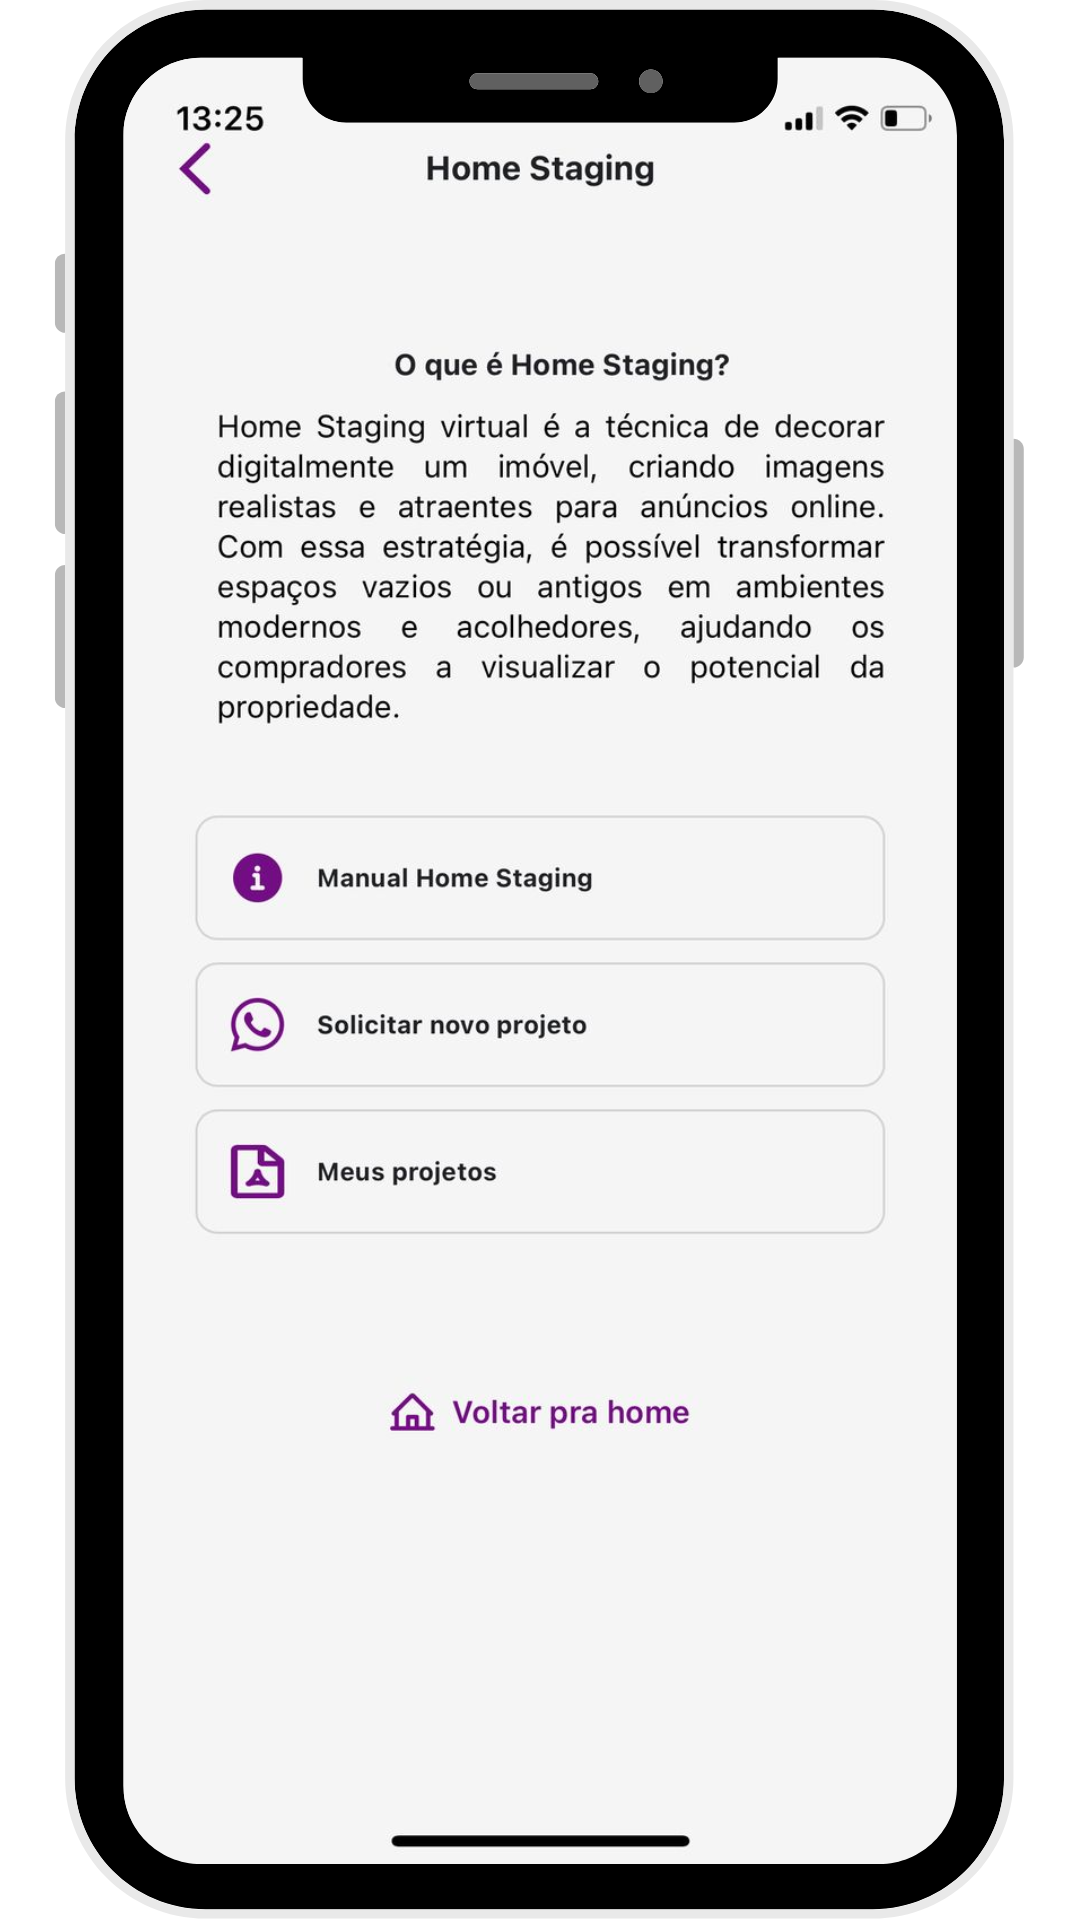 13:25
Home Staging
O que é Home Staging?
Home Staging virtual é a técnica de decorar
digitalmente um imóvel, criando imagens
realistas e atraentes para anúncios online.
Com essa estratégia, é possível transformar
espaços vazios ou antigos em ambientes
modernos e acolhedores, ajudando os
compradores a visualizar o potencial da
propriedade.
Manual Home Staging
Solicitar novo projeto
Meus projetos
Voltar pra home